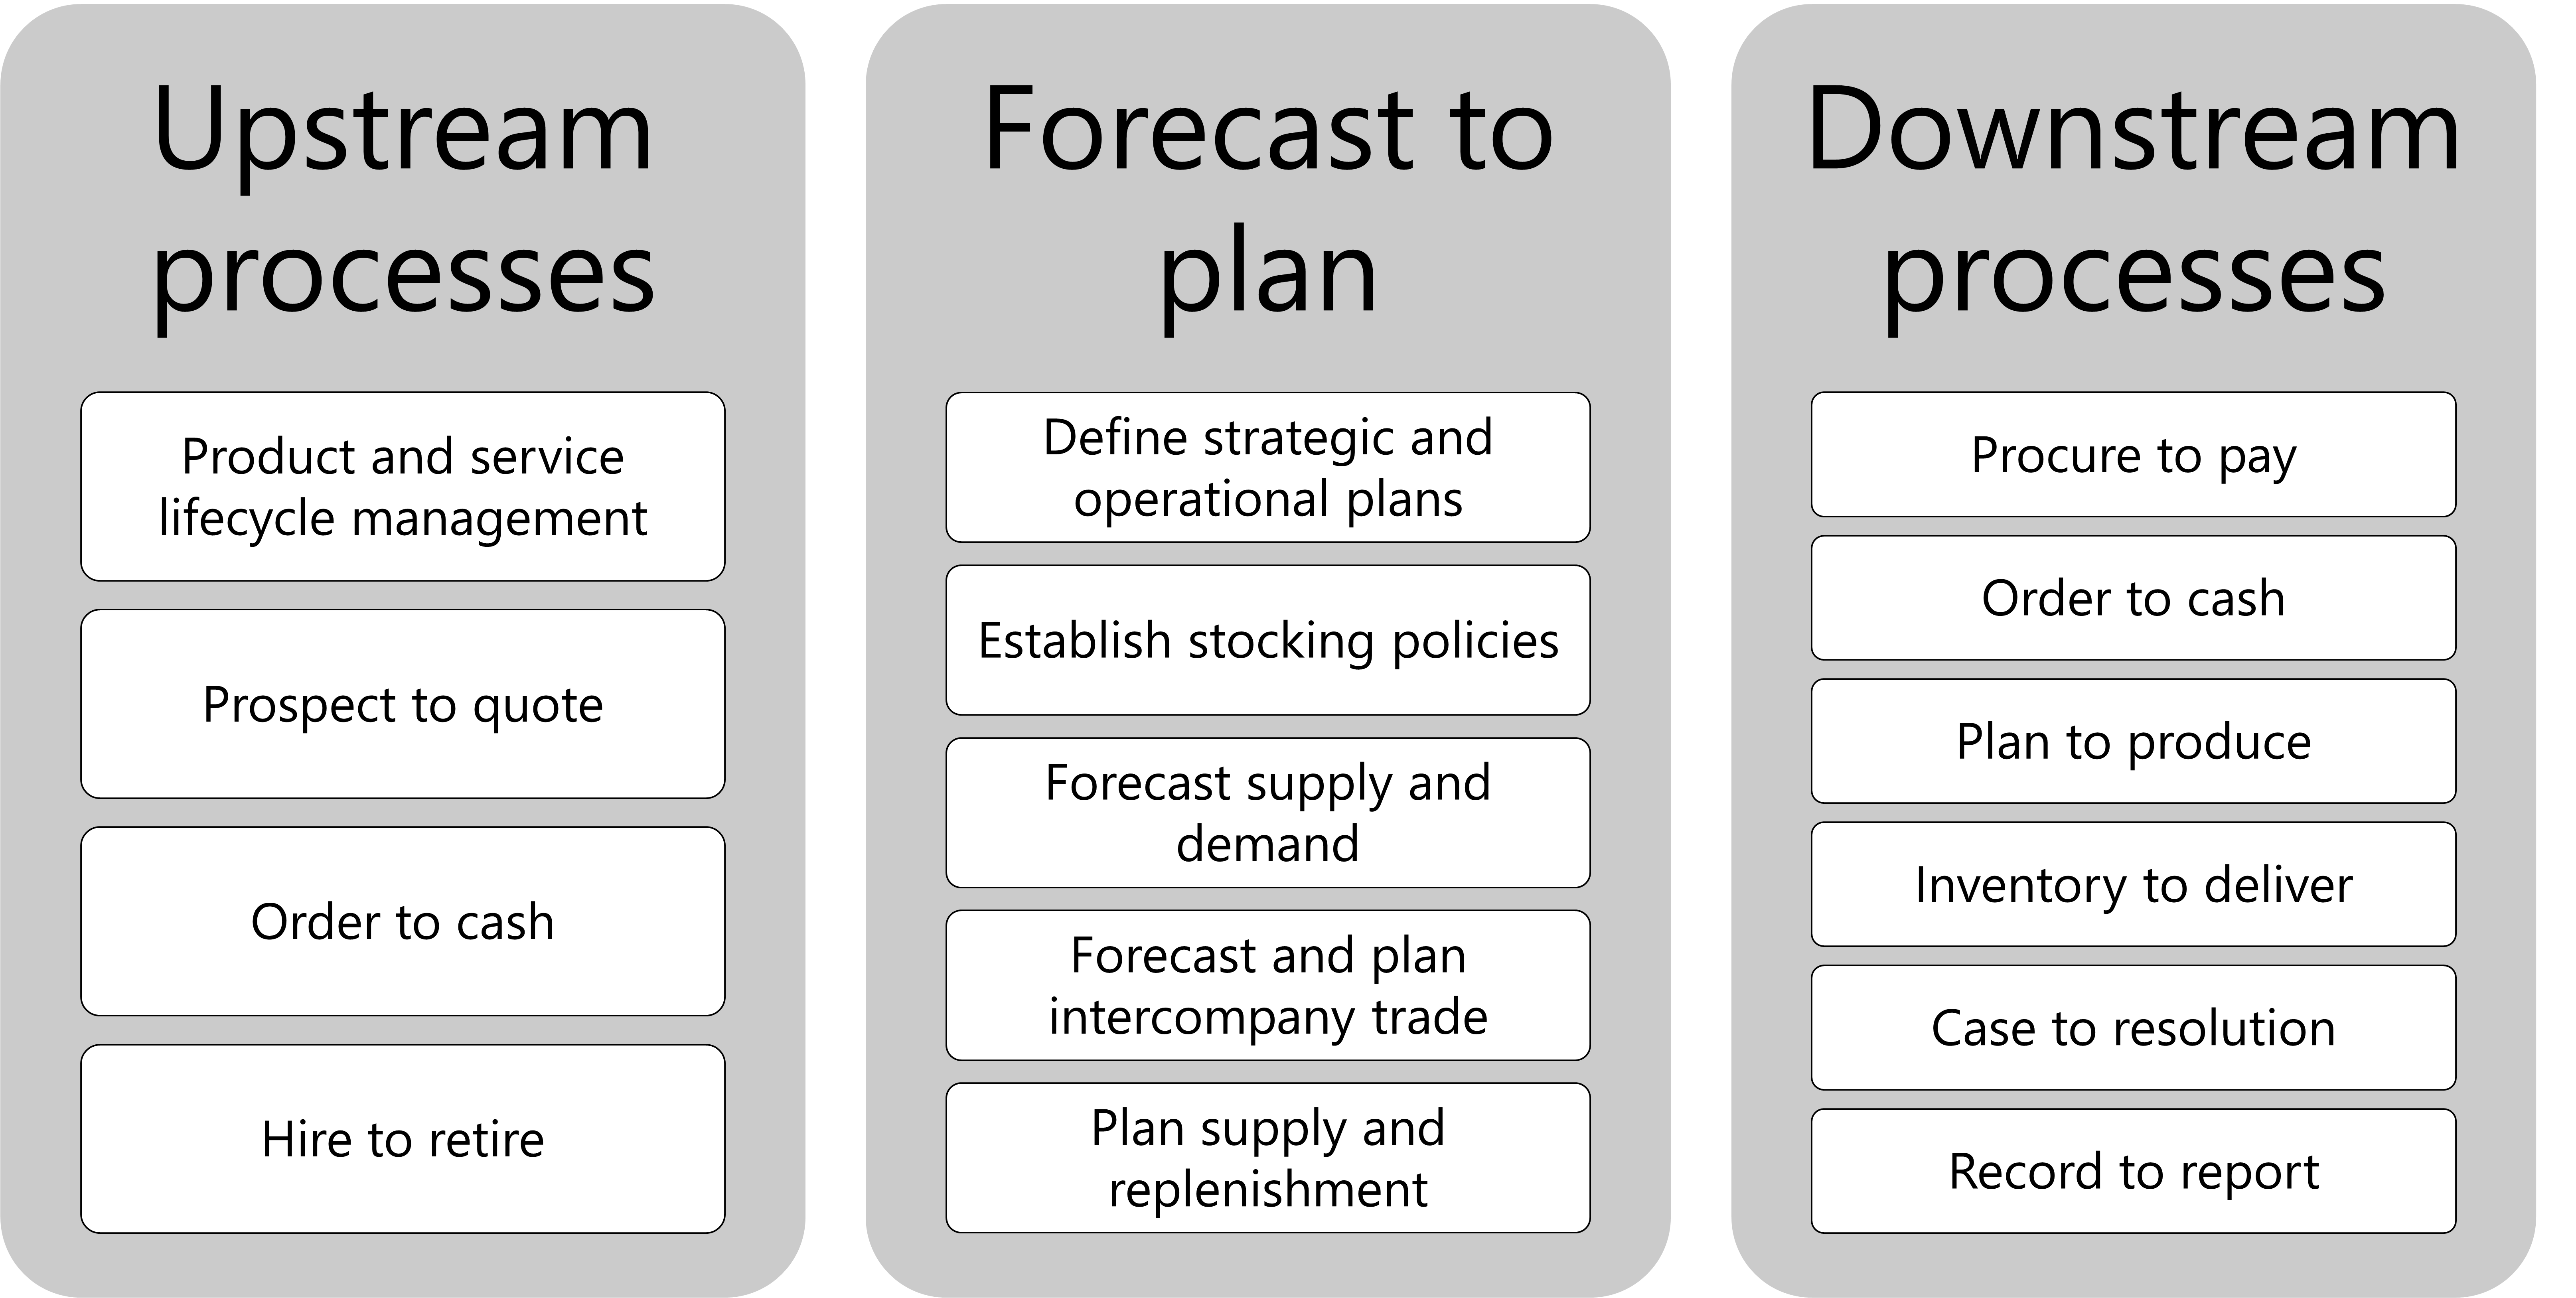 Upstream
processes
Product and service
lifecycle management
Prospect to quote
Order to cash
Hire to retire
Forecast to
plan
Define strategic and
operational plans
Establish stocking policies
Forecast supply and
demand
Forecast and plan
intercompany trade
Plan supply and
replenishment
Downstream
processes
Procure to pay
Order to cash
Plan to produce
Inventory to deliver
Case to resolution
Record to report